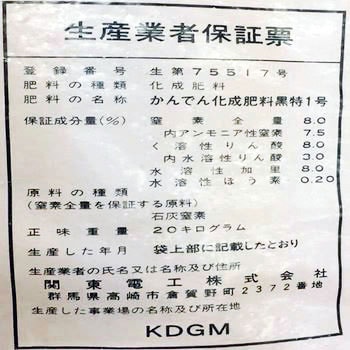 生産業者保証票
登録番号 生第75517号
肥料の種類 化成肥料
肥料の名称 かんでん化成肥料黒特1号
保証成分量(%) 窒素全量 8.0
内アンモニア性窒素 7.5
く溶性りん酸 8.0
内水溶性りん酸 3.0
水溶性加里 8.0
水溶性ほう素 0.20
原料の種類
(窒素全量を保証する原料)
石灰窒素
正味重量 20キログラム
生産した年月 袋上部に記載したとおり
生産業者の氏名又は名称及び住所
関東電工株式会社
群馬県高崎市倉賀野町2372番地
生産した事業場の名称及び所在地
KDGM